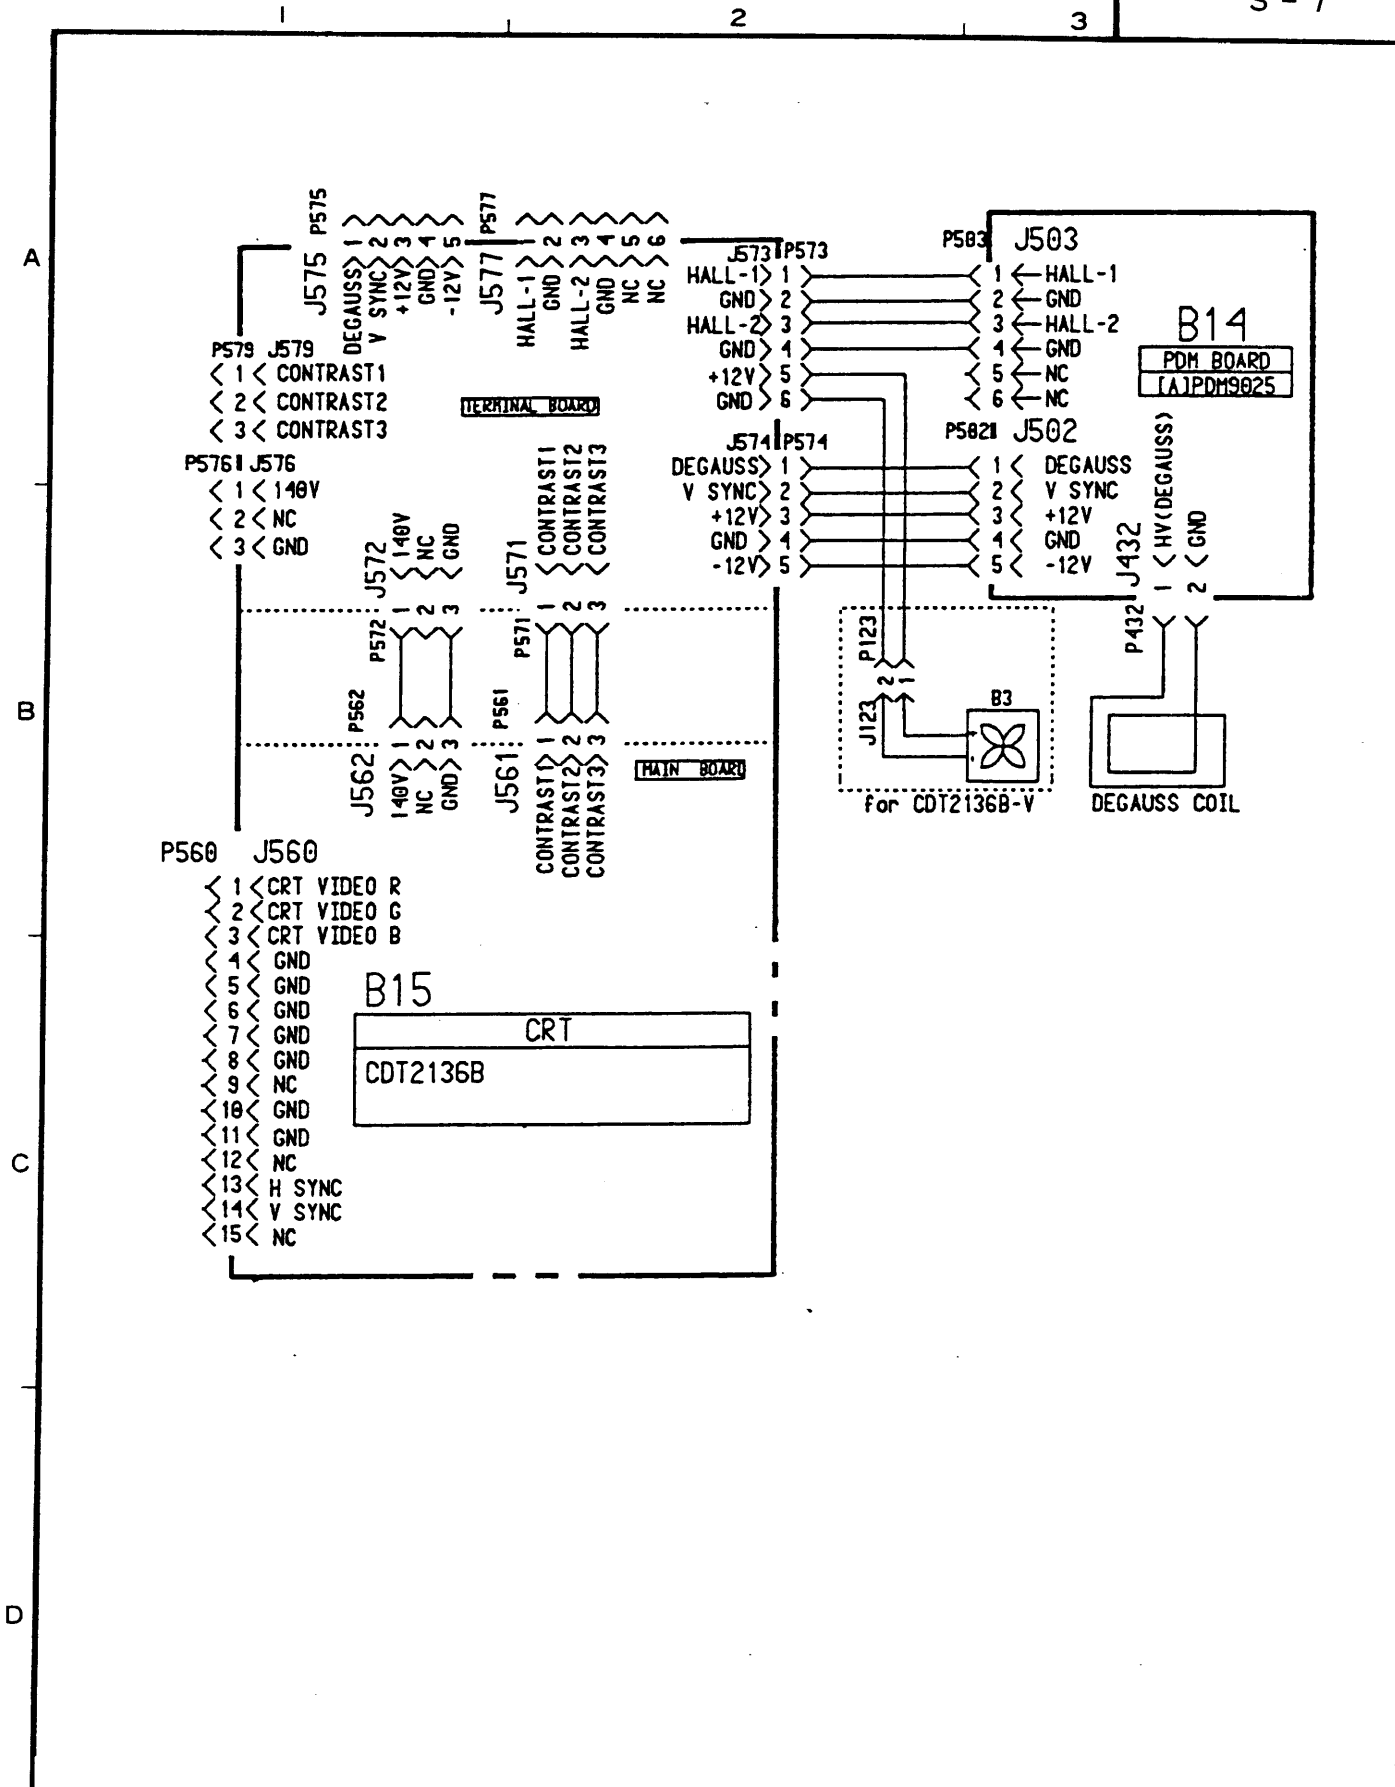 1 2 3 S - 7
A
B
C
D
P575
J575
1 2 3 4 5
DEGAUSS
V SYNC
+12V
GND
-12V
P577
J577
1 2 3 4 5 6
HALL-1
GND
HALL-2
GND
NC
NC
P579 J579
1 CONTRAST1
2 CONTRAST2
3 CONTRAST3
P576 J576
1 140V
2 NC
3 GND
TERMINAL BOARD
J573 P573
HALL-1 1
GND 2
HALL-2 3
GND 4
+12V 5
GND 6
J574 P574
DEGAUSS 1
V SYNC 2
+12V 3
GND 4
-12V 5
P503 J503
1 HALL-1
2 GND
3 HALL-2
4 GND
5 NC
6 NC
P502 J502
1 DEGAUSS
2 V SYNC
3 +12V
4 GND
5 -12V
B14
PDM BOARD
[A]PDM9025
J432
HV(DEGAUSS)
GND
1 2
P432
DEGAUSS COIL
J572
140V
NC
GND
1 2 3
P572
J571
CONTRAST1
CONTRAST2
CONTRAST3
1 2 3
P571
P562
J562
1 2 3
140V
NC
GND
P561
J561
1 2 3
CONTRAST1
CONTRAST2
CONTRAST3
MAIN BOARD
P123
2 1
J123
B3
for CDT2136B-V
P560 J560
1 CRT VIDEO R
2 CRT VIDEO G
3 CRT VIDEO B
4 GND
5 GND
6 GND
7 GND
8 GND
9 NC
10 GND
11 GND
12 NC
13 H SYNC
14 V SYNC
15 NC
B15
CRT
CDT2136B